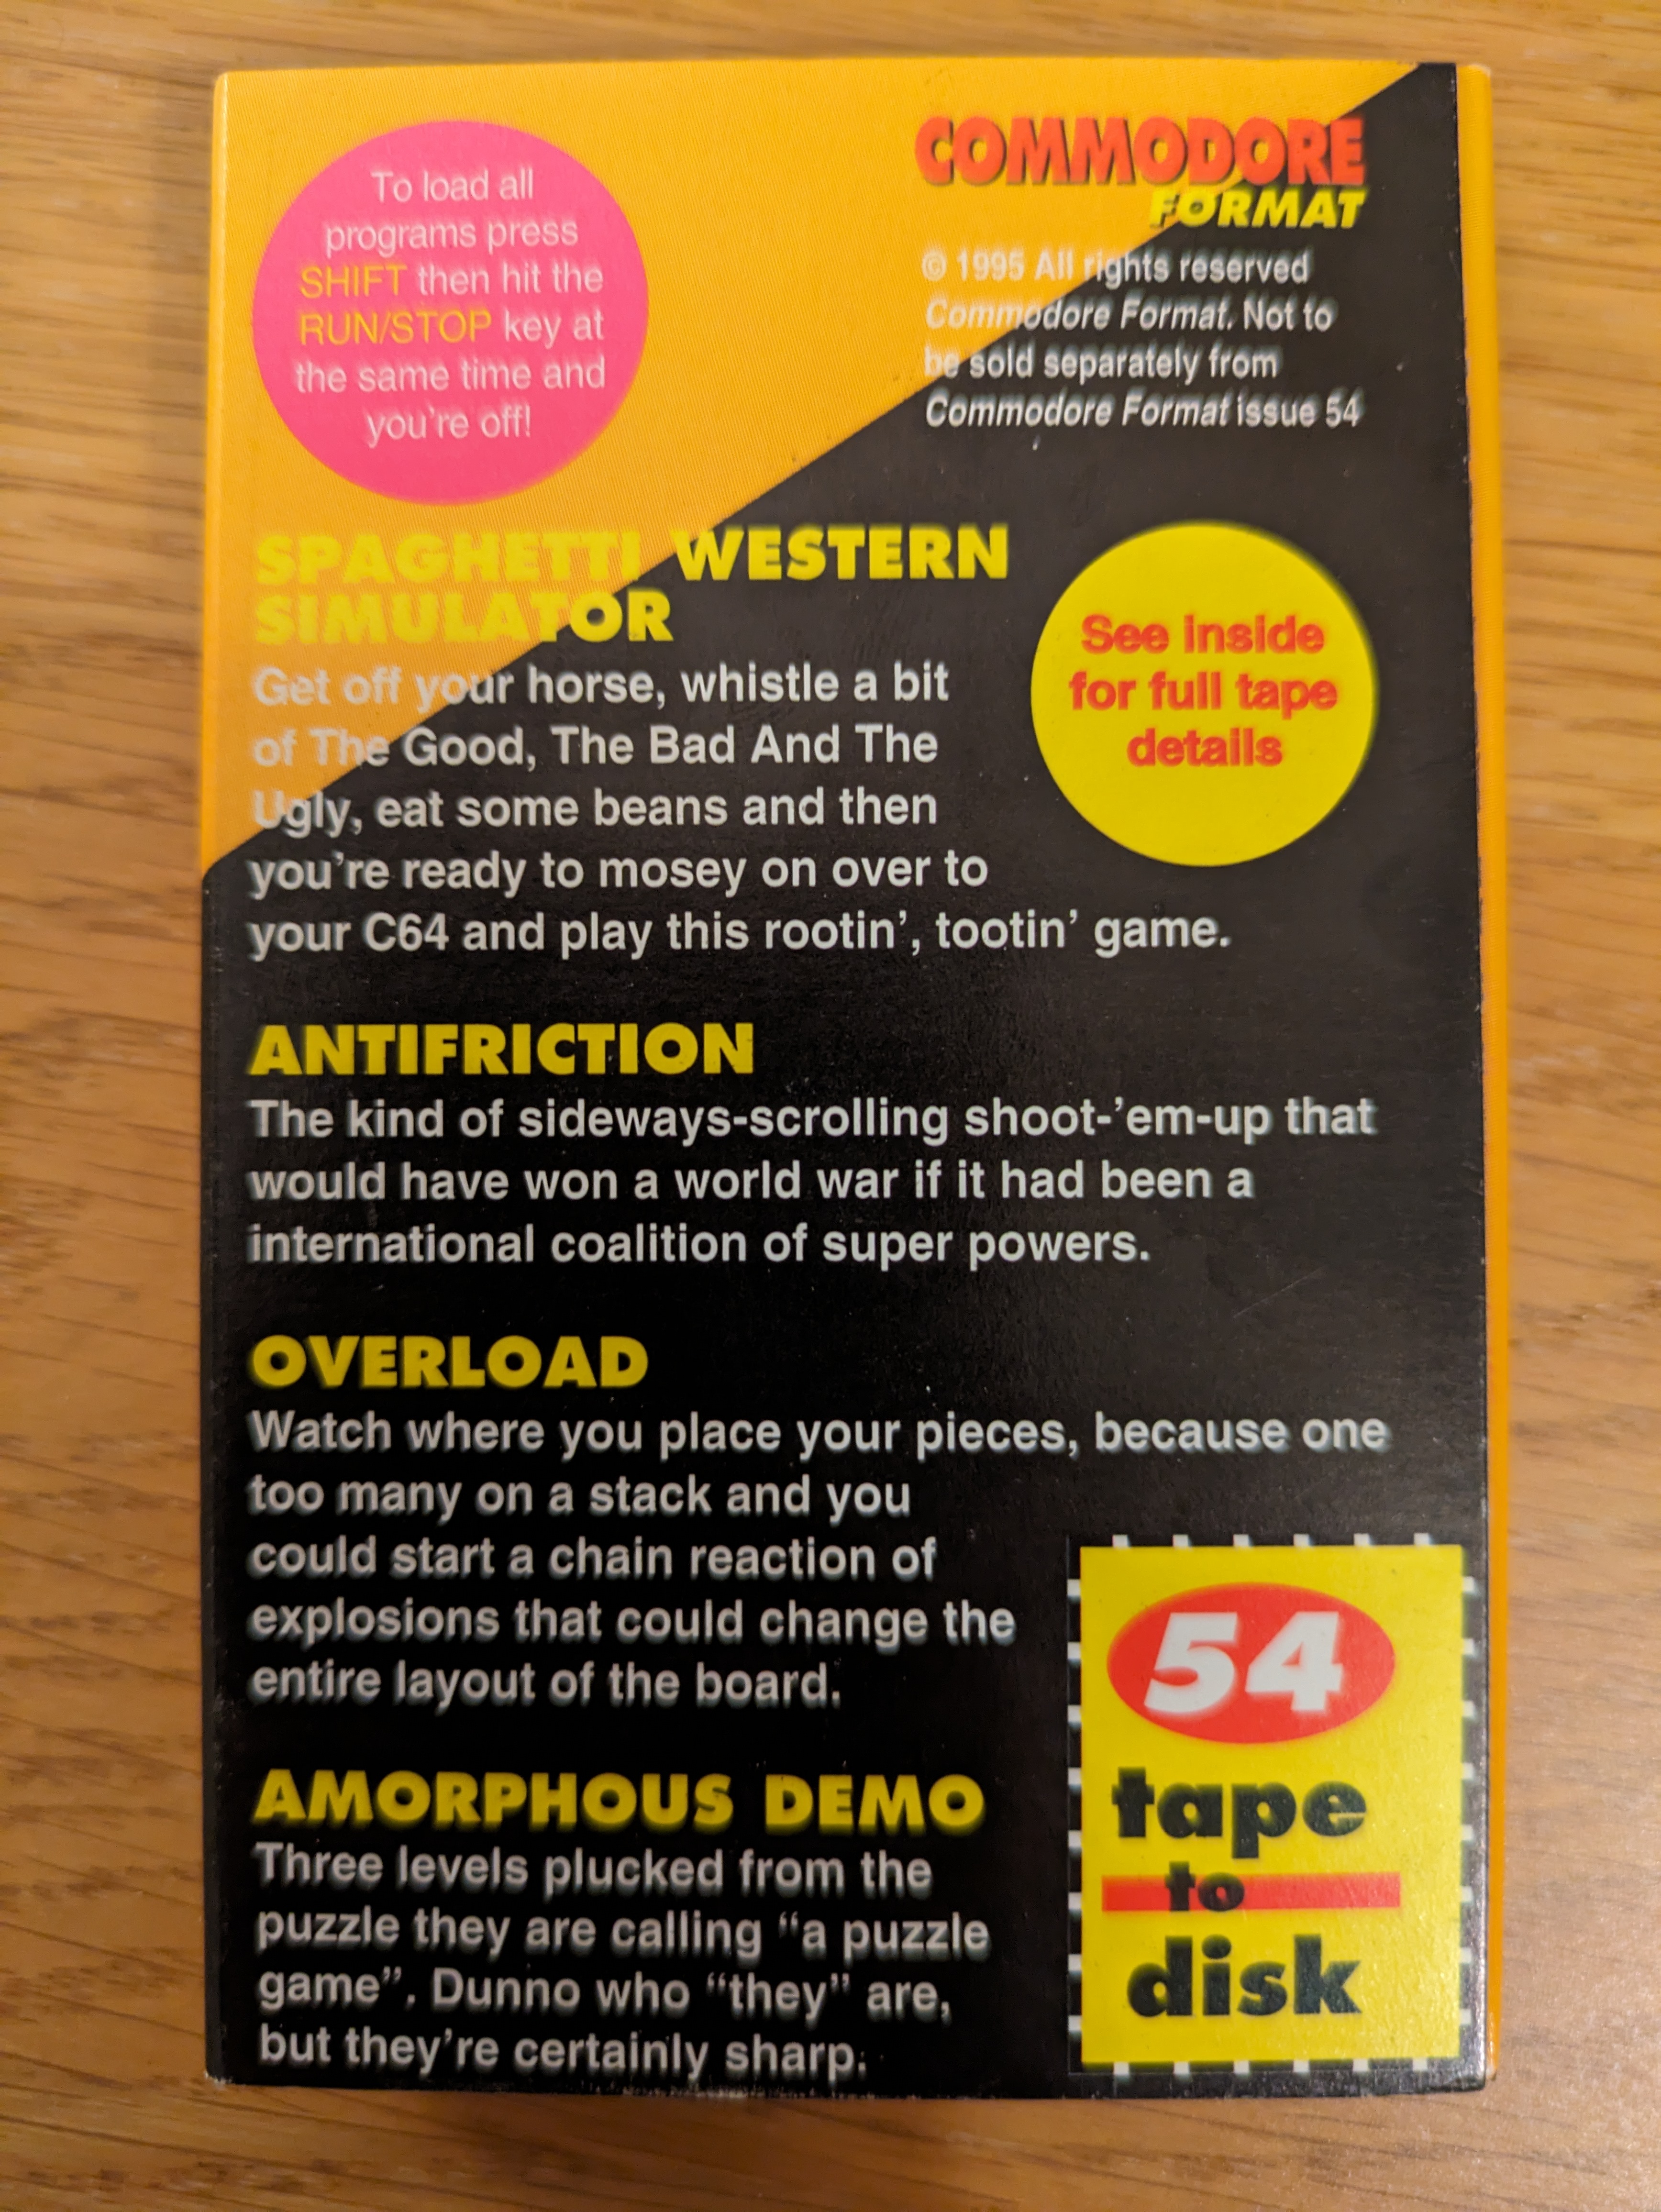 To load all
programs press
SHIFT then hit the
RUN/STOP key at
the same time and
you're off!
COMMODORE
FORMAT
© 1995 All rights reserved
Commodore Format. Not to
be sold separately from
Commodore Format issue 54
SPAGHETTI WESTERN
SIMULATOR
Get off your horse, whistle a bit
of The Good, The Bad And The
Ugly, eat some beans and then
you're ready to mosey on over to
your C64 and play this rootin', tootin' game.
See inside
for full tape
details
ANTIFRICTION
The kind of sideways-scrolling shoot-'em-up that
would have won a world war if it had been a
international coalition of super powers.
OVERLOAD
Watch where you place your pieces, because one
too many on a stack and you
could start a chain reaction of
explosions that could change the
entire layout of the board.
AMORPHOUS DEMO
Three levels plucked from the
puzzle they are calling “a puzzle
game”. Dunno who “they” are,
but they're certainly sharp.
54
tape
to
disk